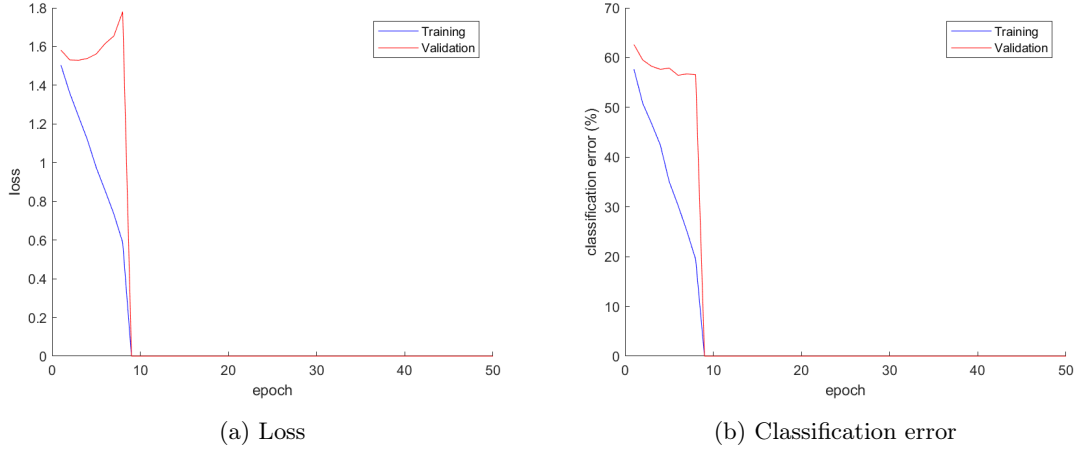 1.8
1.6
1.4
1.2
1
0.8
0.6
0.4
0.2
0
loss
0 10 20 30 40 50
epoch
Training
Validation
(a) Loss
70
60
50
40
30
20
10
0
classification error (%)
0 10 20 30 40 50
epoch
Training
Validation
(b) Classification error